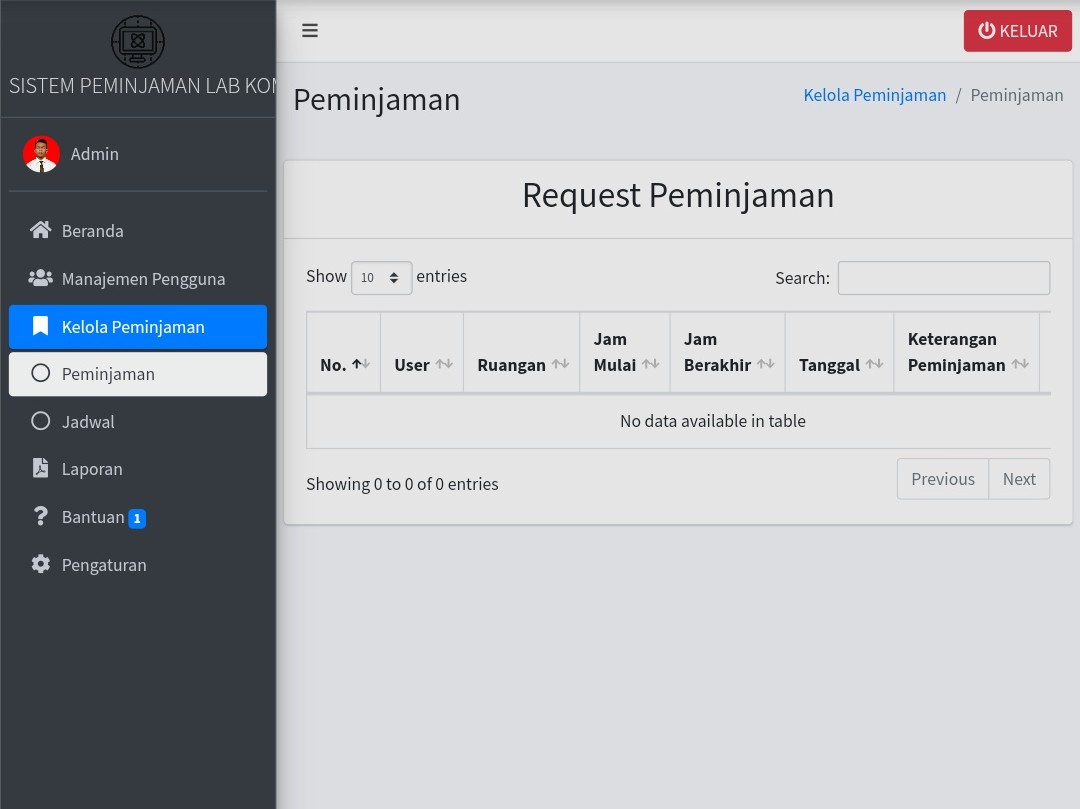 KELUAR
SISTEM PEMINJAMAN LAB KO
Peminjaman
Kelola Peminjaman / Peminjaman
Admin
Beranda
Manajemen Pengguna
Kelola Peminjaman
Peminjaman
Jadwal
Laporan
Bantuan 1
Pengaturan
Request Peminjaman
Show 10 entries
Search:
No. User Ruangan Jam Mulai Jam Berakhir Tanggal Keterangan Peminjaman
No data available in table
Showing 0 to 0 of 0 entries
Previous Next